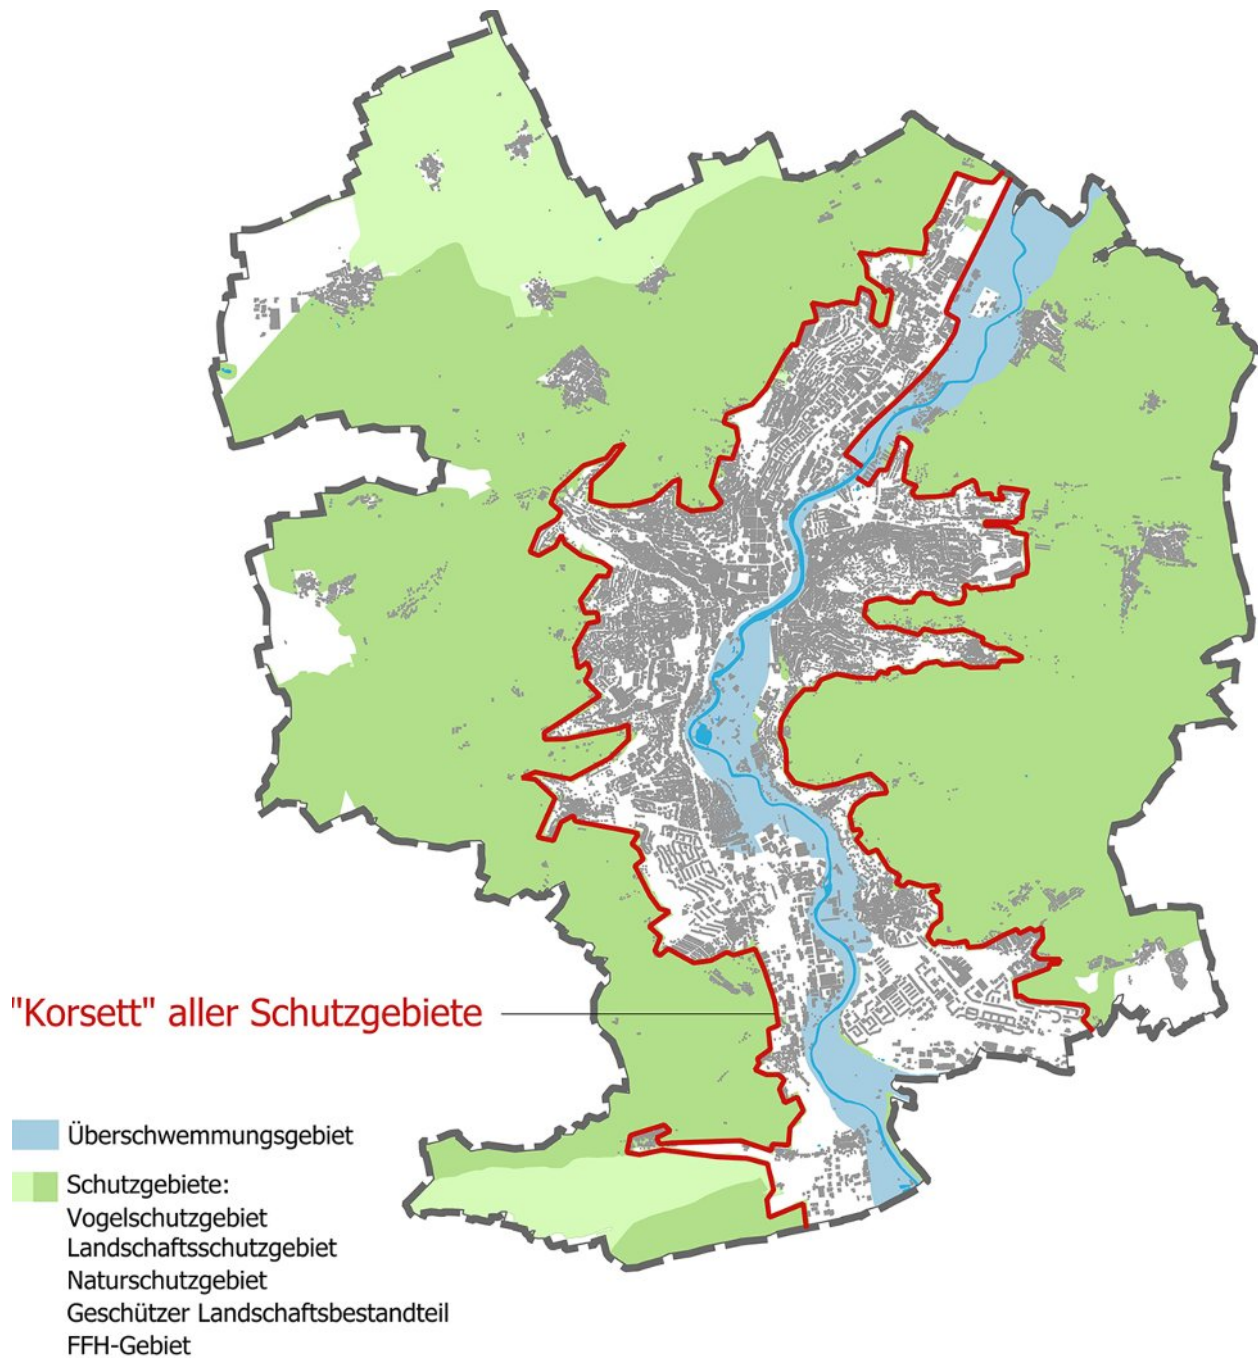 "Korsett" aller Schutzgebiete
Überschwemmungsgebiet
Schutzgebiete:
Vogelschutzgebiet
Landschaftsschutzgebiet
Naturschutzgebiet
Geschützer Landschaftsbestandteil
FFH-Gebiet